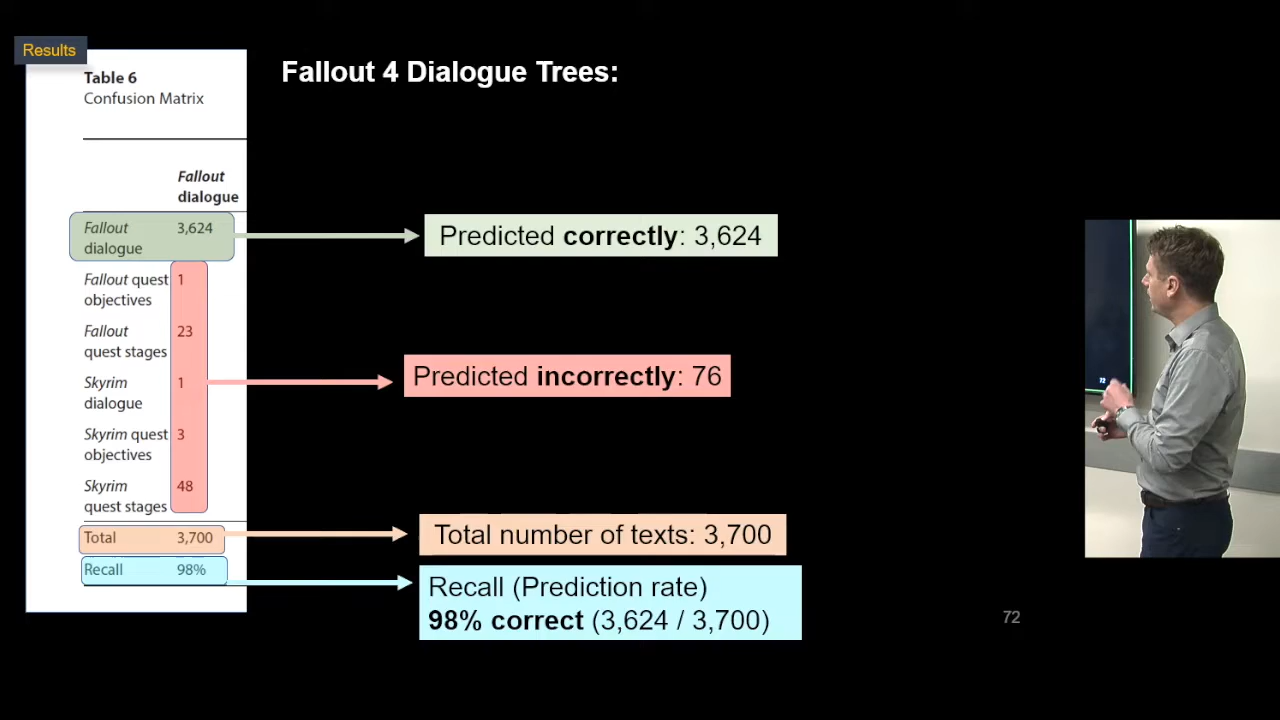 Results
Table 6
Confusion Matrix
Fallout
dialogue
Fallout 3,624
dialogue
Fallout quest 1
objectives
Fallout 23
quest stages
Skyrim 1
dialogue
Skyrim quest 3
objectives
Skyrim 48
quest stages
Total 3,700
Recall 98%
Fallout 4 Dialogue Trees:
Predicted correctly: 3,624
Predicted incorrectly: 76
Total number of texts: 3,700
Recall (Prediction rate)
98% correct (3,624 / 3,700)
72
72